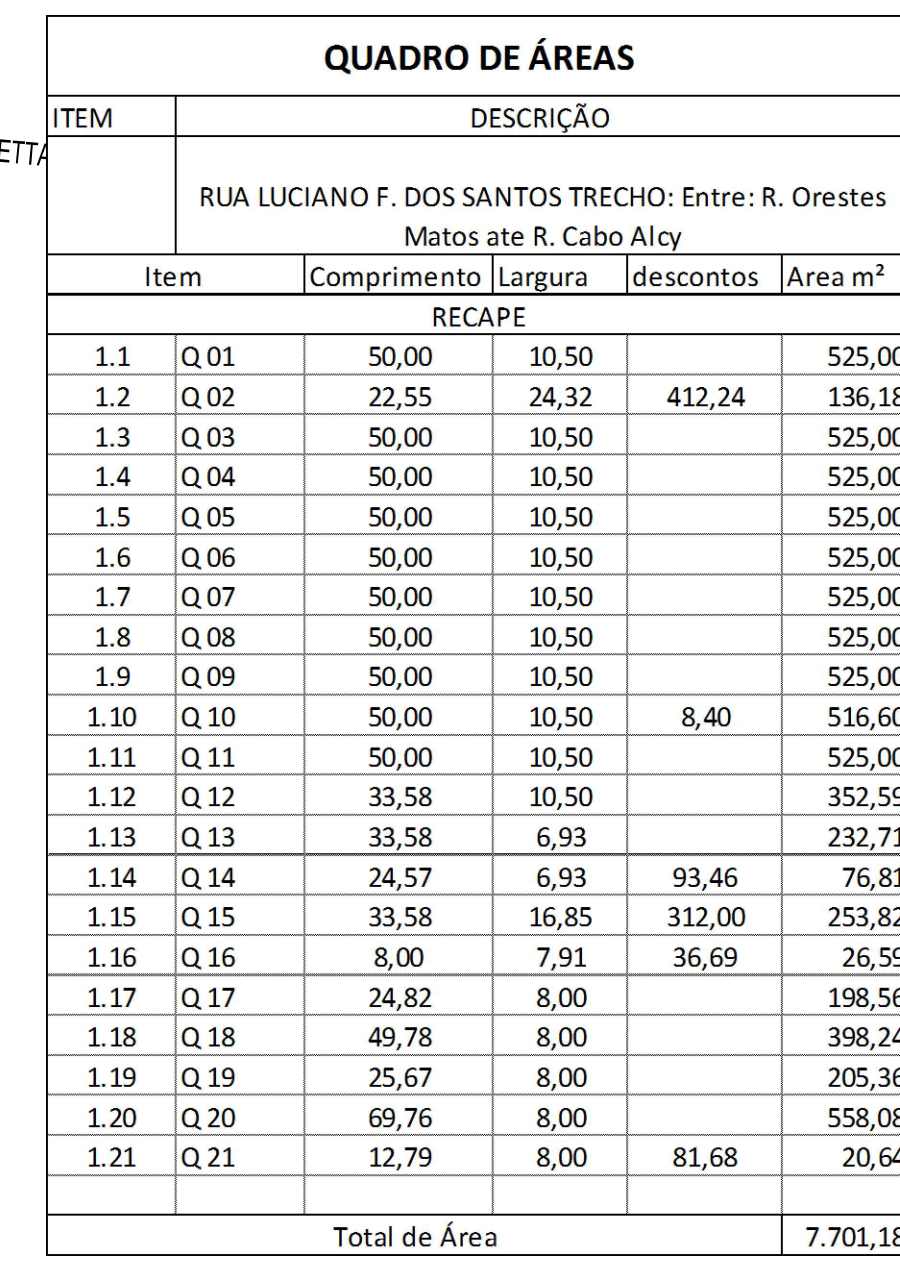 QUADRO DE ÁREAS
ITEM DESCRIÇÃO
ETTA
RUA LUCIANO F. DOS SANTOS TRECHO: Entre: R. Orestes
Matos ate R. Cabo Alcy
Item Comprimento Largura descontos Area m²
RECAPE
1.1 Q 01 50,00 10,50 525,00
1.2 Q 02 22,55 24,32 412,24 136,18
1.3 Q 03 50,00 10,50 525,00
1.4 Q 04 50,00 10,50 525,00
1.5 Q 05 50,00 10,50 525,00
1.6 Q 06 50,00 10,50 525,00
1.7 Q 07 50,00 10,50 525,00
1.8 Q 08 50,00 10,50 525,00
1.9 Q 09 50,00 10,50 525,00
1.10 Q 10 50,00 10,50 8,40 516,60
1.11 Q 11 50,00 10,50 525,00
1.12 Q 12 33,58 10,50 352,59
1.13 Q 13 33,58 6,93 232,71
1.14 Q 14 24,57 6,93 93,46 76,81
1.15 Q 15 33,58 16,85 312,00 253,82
1.16 Q 16 8,00 7,91 36,69 26,59
1.17 Q 17 24,82 8,00 198,56
1.18 Q 18 49,78 8,00 398,24
1.19 Q 19 25,67 8,00 205,36
1.20 Q 20 69,76 8,00 558,08
1.21 Q 21 12,79 8,00 81,68 20,64
Total de Área 7.701,18